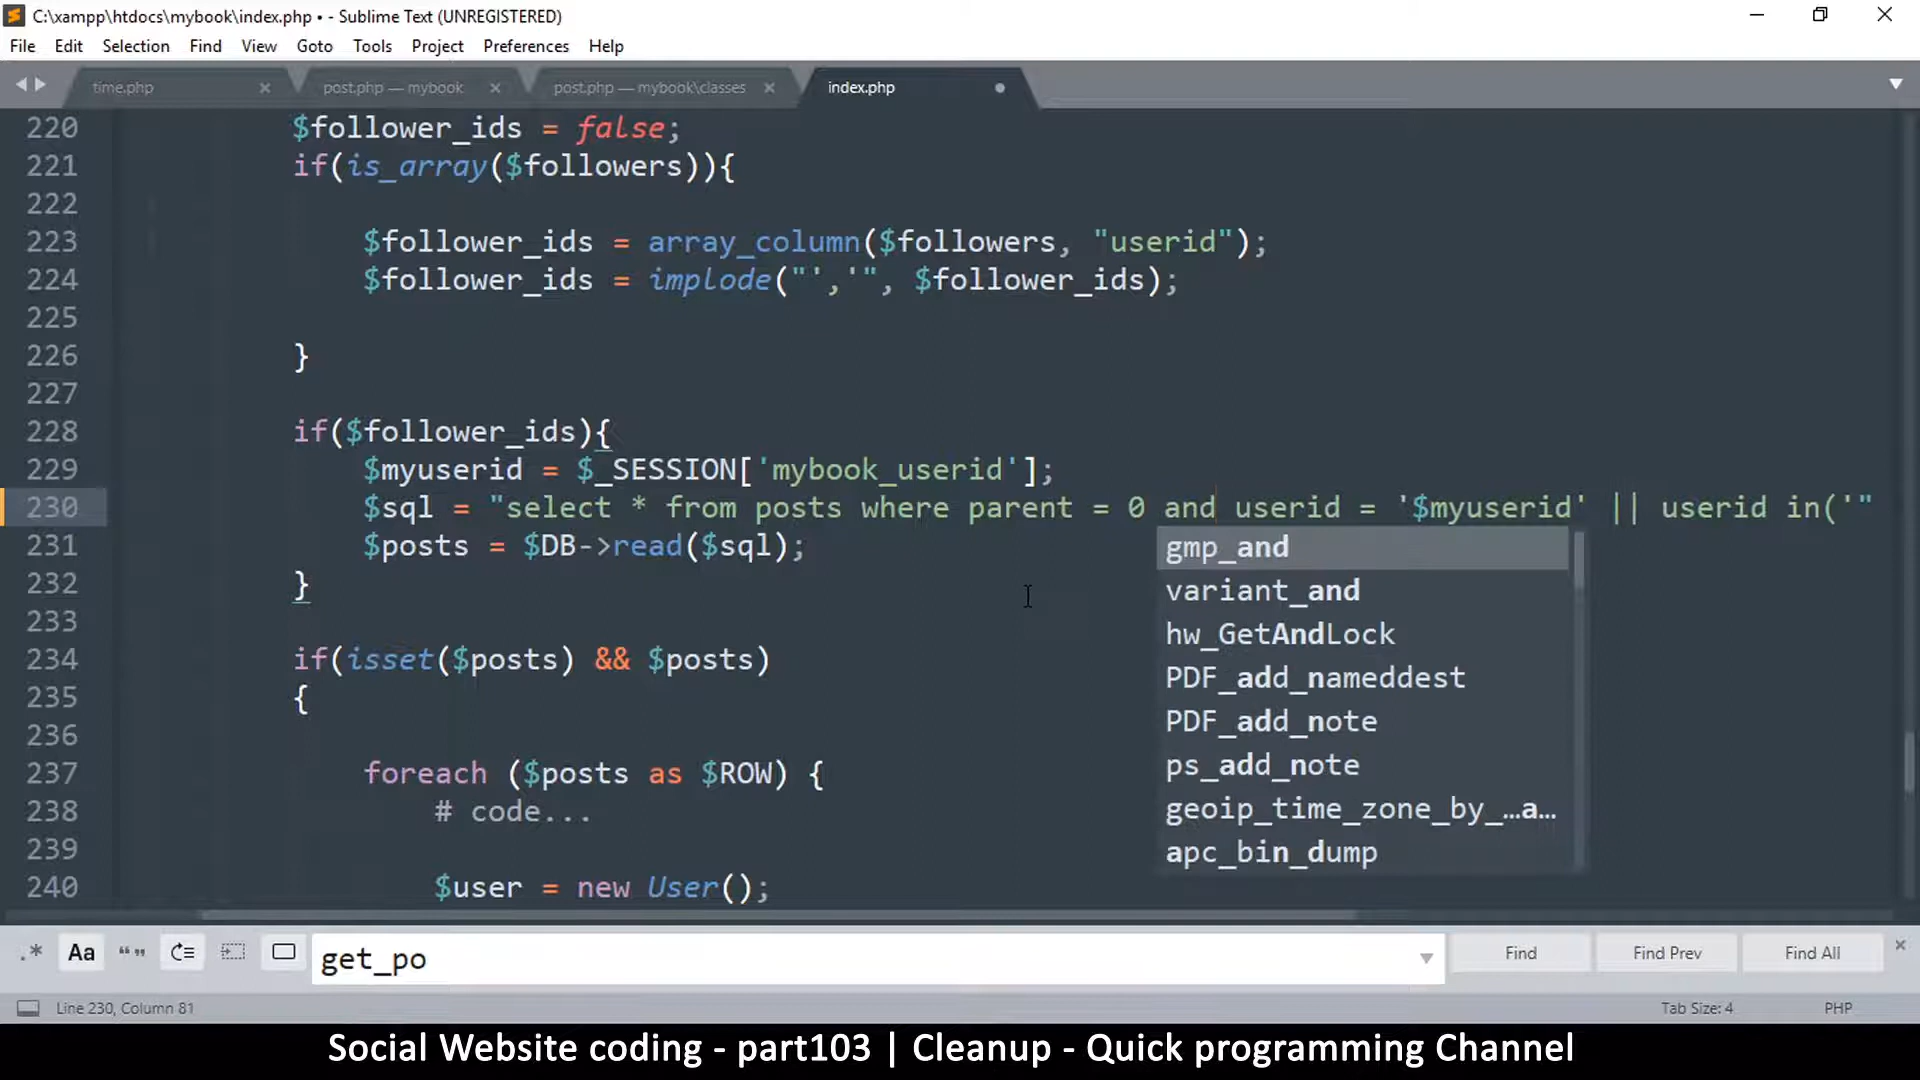 C:\xampp\htdocs\mybook\index.php • - Sublime Text (UNREGISTERED)
File Edit Selection Find View Goto Tools Project Preferences Help
time.php post.php — mybook post.php — mybook\classes index.php
220 $follower_ids = false;
221 if(is_array($followers)){
222
223 $follower_ids = array_column($followers, "userid");
224 $follower_ids = implode("','", $follower_ids);
225
226 }
227
228 if($follower_ids){
229 $myuserid = $_SESSION['mybook_userid'];
230 $sql = "select * from posts where parent = 0 and userid = '$myuserid' || userid in('"
231 $posts = $DB->read($sql);
232 }
233
234 if(isset($posts) && $posts)
235 {
236
237 foreach ($posts as $ROW) {
238 # code...
239
240 $user = new User();
gmp_and
variant_and
hw_GetAndLock
PDF_add_nameddest
PDF_add_note
ps_add_note
geoip_time_zone_by_…a…
apc_bin_dump
.* Aa “” get_po Find Find Prev Find All
Line 230, Column 81 Tab Size: 4 PHP
Social Website coding - part103 | Cleanup - Quick programming Channel